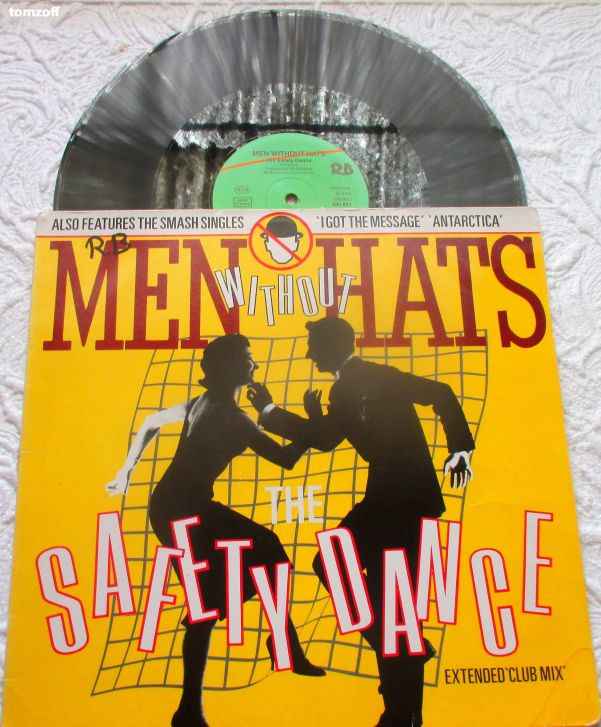 tomzoff
MEN WITHOUT HATS
The Safety Dance
RB
ALSO FEATURES THE SMASH SINGLES 'I GOT THE MESSAGE' 'ANTARCTICA'
R.B
MEN WITHOUT HATS
THE
SAFETY DANCE
EXTENDED 'CLUB MIX'